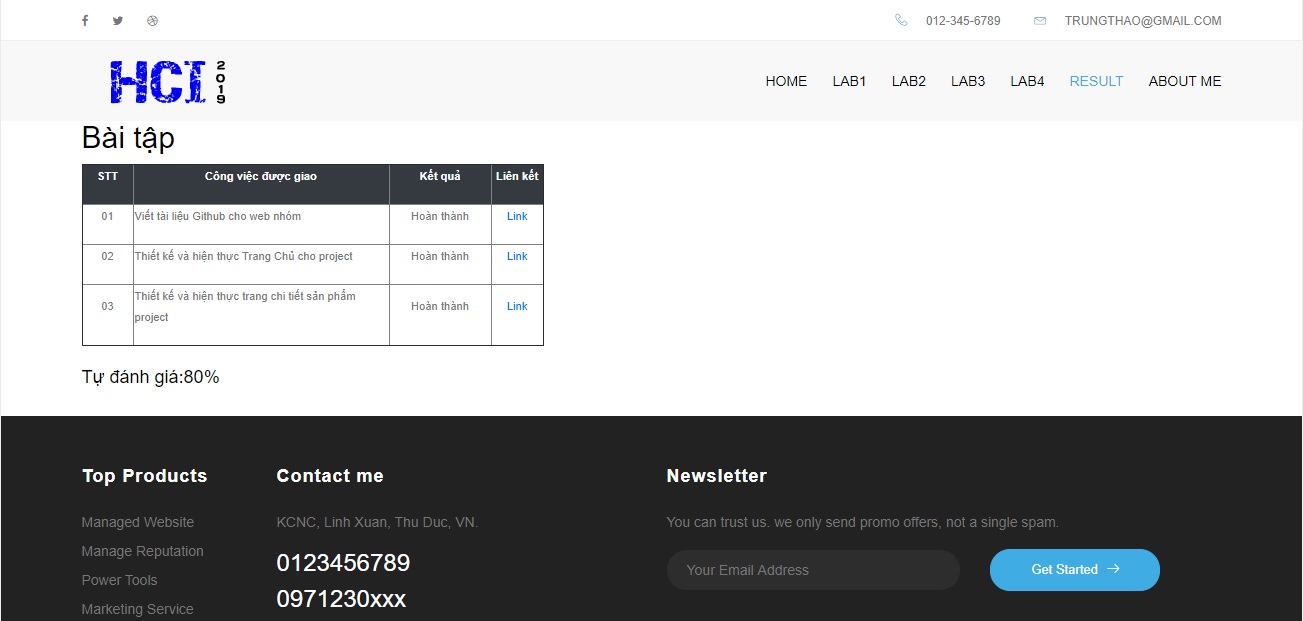 012-345-6789 TRUNGTHAO@GMAIL.COM
HCI 2019
HOME LAB1 LAB2 LAB3 LAB4 RESULT ABOUT ME
Bài tập
STT Công việc được giao Kết quả Liên kết
01 Viết tài liệu Github cho web nhóm Hoàn thành Link
02 Thiết kế và hiện thực Trang Chủ cho project Hoàn thành Link
03 Thiết kế và hiện thực trang chi tiết sản phẩm Hoàn thành Link
project
Tự đánh giá:80%
Top Products Contact me Newsletter
Managed Website KCNC, Linh Xuan, Thu Duc, VN. You can trust us. we only send promo offers, not a single spam.
Manage Reputation 0123456789 Your Email Address Get Started
Power Tools
Marketing Service 0971230xxx